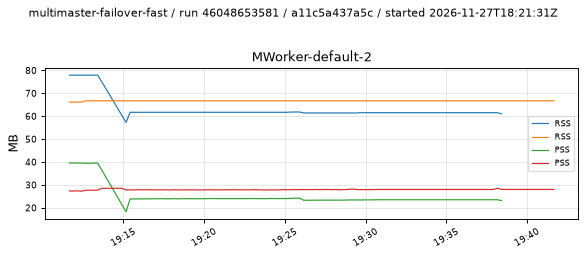 multimaster-failover-fast / run 46048653581 / a11c5a437a5c / started 2026-11-27T18:21:31Z
MWorker-default-2
MB
80
70
60
50
40
30
20
RSS
RSS
PSS
PSS
19:15
19:20
19:25
19:30
19:35
19:40